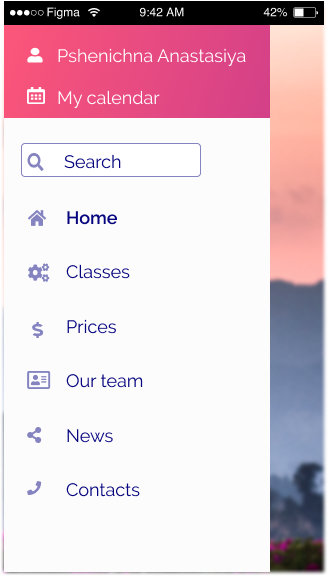 Figma 9:42 AM 42%
Pshenichna Anastasiya
My calendar
Search
Home
Classes
Prices
Our team
News
Contacts